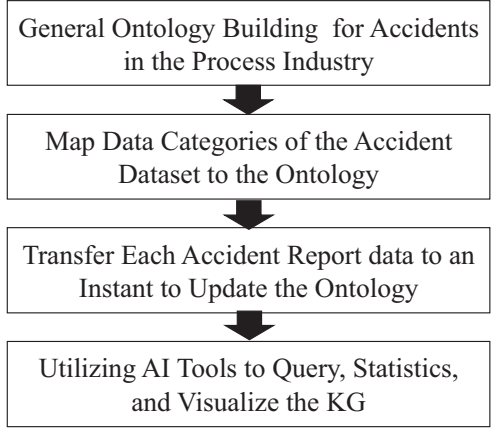 General Ontology Building for Accidents
in the Process Industry
Map Data Categories of the Accident
Dataset to the Ontology
Transfer Each Accident Report data to an
Instant to Update the Ontology
Utilizing AI Tools to Query, Statistics,
and Visualize the KG